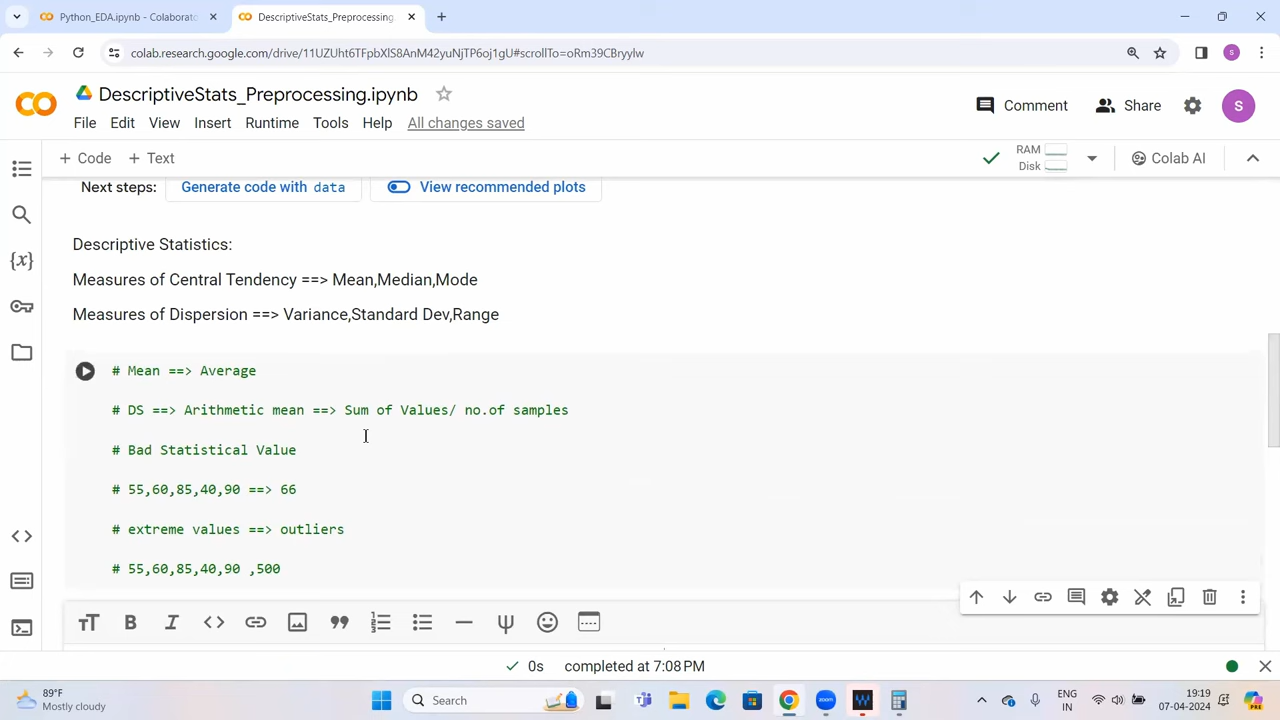 Python_EDA.ipynb - Colaborato
DescriptiveStats_Preprocessing.
colab.research.google.com/drive/11UZUht6TFpbXlS8AnM42yuNjTP6oj1gU#scrollTo=oRm39CBryylw
S
DescriptiveStats_Preprocessing.ipynb
File Edit View Insert Runtime Tools Help All changes saved
Comment Share S
+ Code + Text
RAM
Disk
Colab AI
Next steps: Generate code with data View recommended plots
Descriptive Statistics:
Measures of Central Tendency ==> Mean,Median,Mode
Measures of Dispersion ==> Variance,Standard Dev,Range
# Mean ==> Average
# DS ==> Arithmetic mean ==> Sum of Values/ no.of samples
# Bad Statistical Value
# 55,60,85,40,90 ==> 66
# extreme values ==> outliers
# 55,60,85,40,90 ,500
0s completed at 7:08 PM
89°F
Mostly cloudy
Search
ENG
IN
19:19
07-04-2024